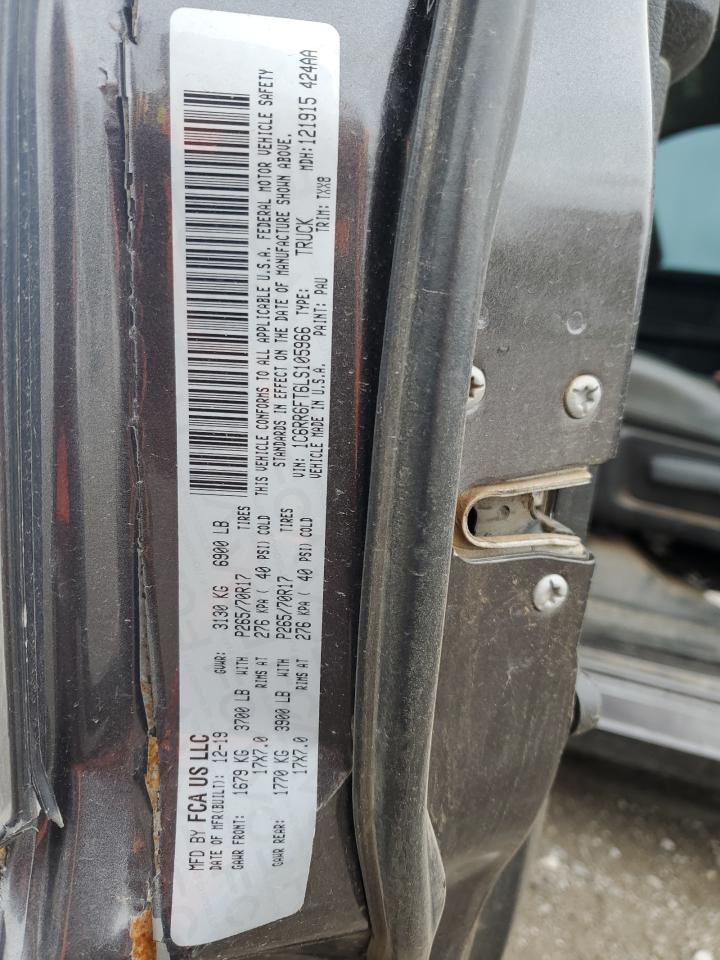 MFD BY FCA US LLC
DATE OF MFR(BUILT): 12-19 GVWR: 3130 KG 6900 LB
GAWR FRONT: 1679 KG 3700 LB WITH P265/70R17 TIRES
17X7.0 RIMS AT 276 KPA ( 40 PSI) COLD
GAWR REAR: 1770 KG 3900 LB WITH P265/70R17 TIRES
17X7.0 RIMS AT 276 KPA ( 40 PSI) COLD
THIS VEHICLE CONFORMS TO ALL APPLICABLE U.S.A. FEDERAL MOTOR VEHICLE SAFETY
STANDARDS IN EFFECT ON THE DATE OF MANUFACTURE SHOWN ABOVE.
VIN: 1C6RR6FT6LS105966 TYPE: TRUCK MDH: 121915 424AA
VEHICLE MADE IN U.S.A. PAINT: PAU TRIM: TXX8